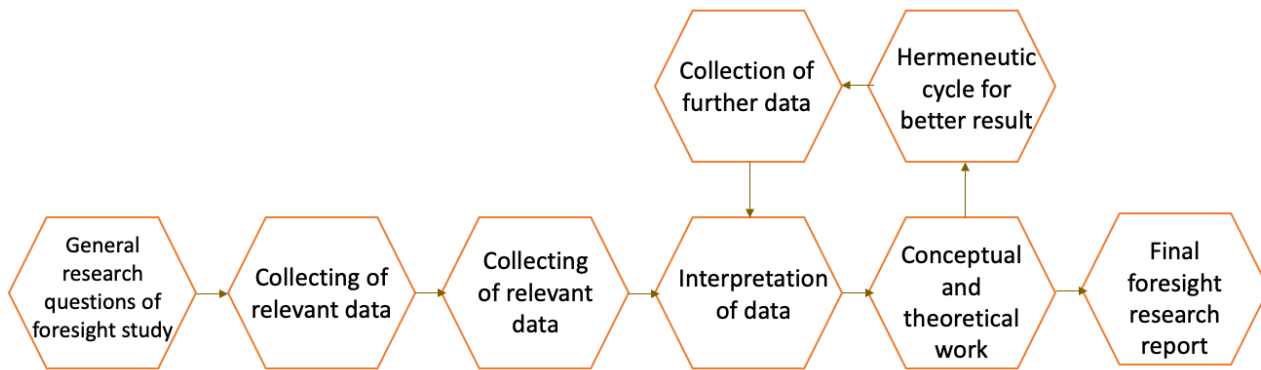 Collection of
further data
Hermeneutic
cycle for
better result
General
research
questions of
foresight study
Collecting of
relevant data
Collecting
of relevant
data
Interpretation
of data
Conceptual
and
theoretical
work
Final
foresight
research
report